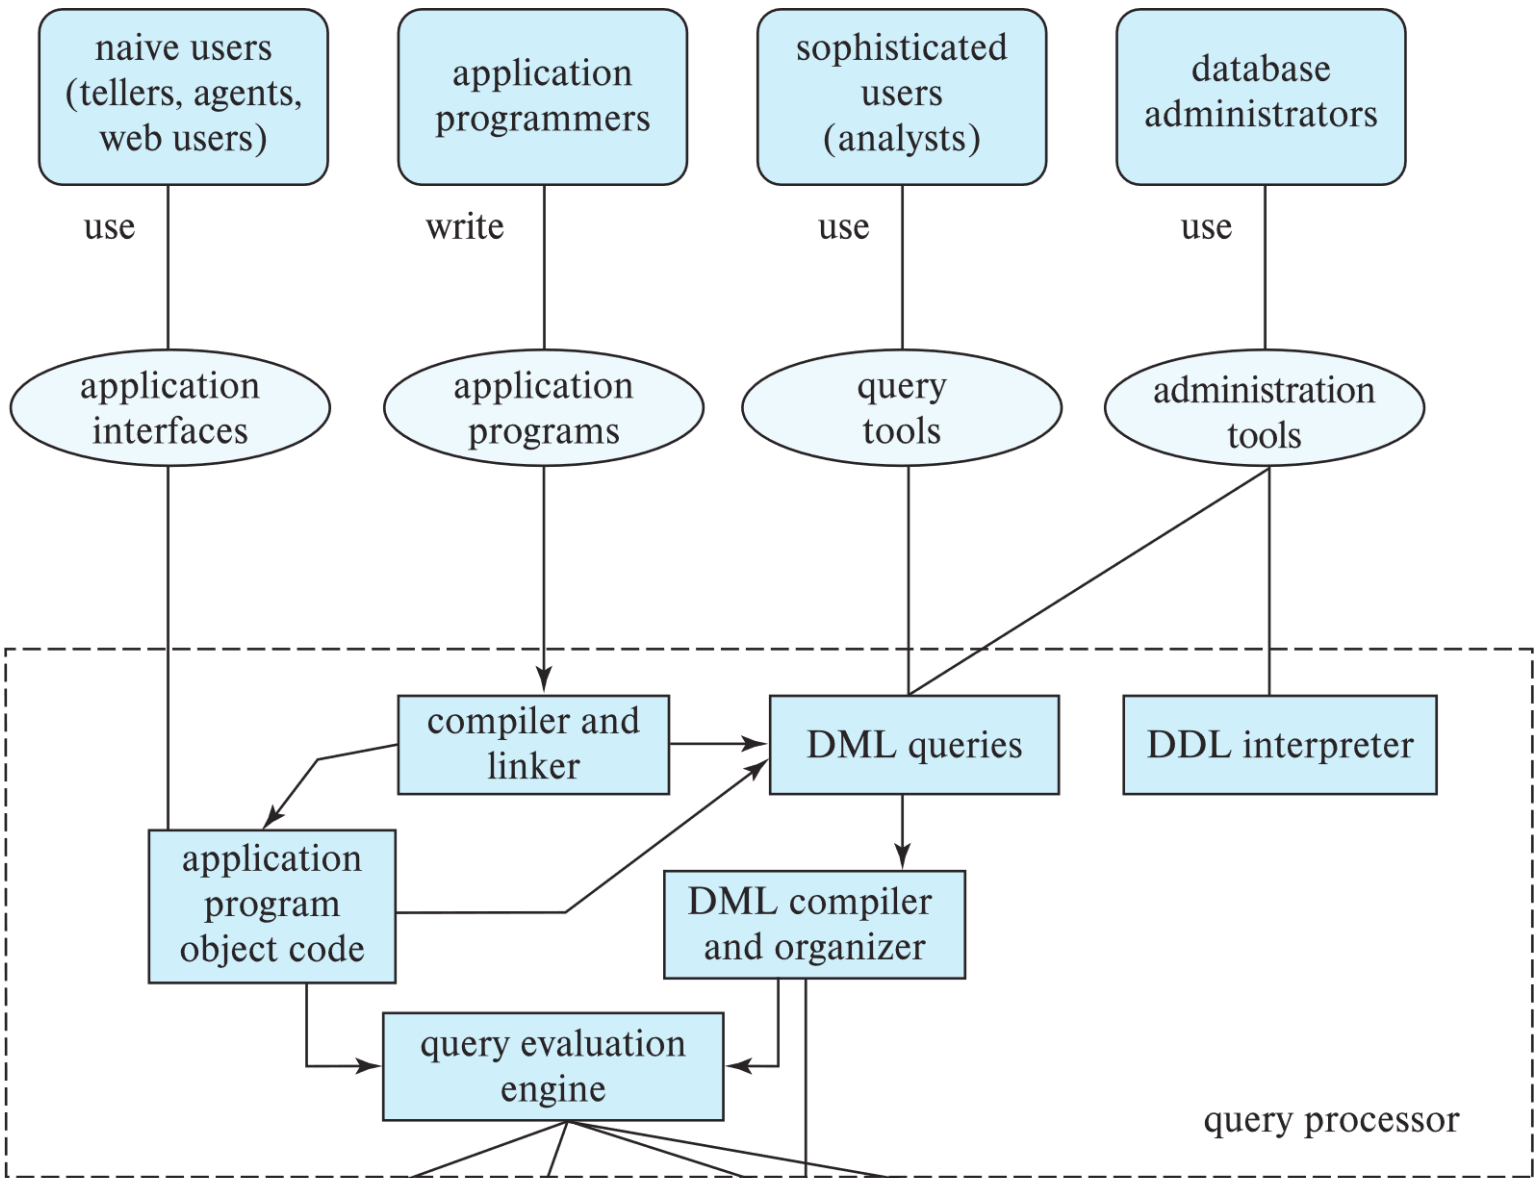 naive users
(tellers, agents,
web users)
application
programmers
sophisticated
users
(analysts)
database
administrators
use
write
use
use
application
interfaces
application
programs
query
tools
administration
tools
compiler and
linker
DML queries
DDL interpreter
application
program
object code
DML compiler
and organizer
query evaluation
engine
query processor